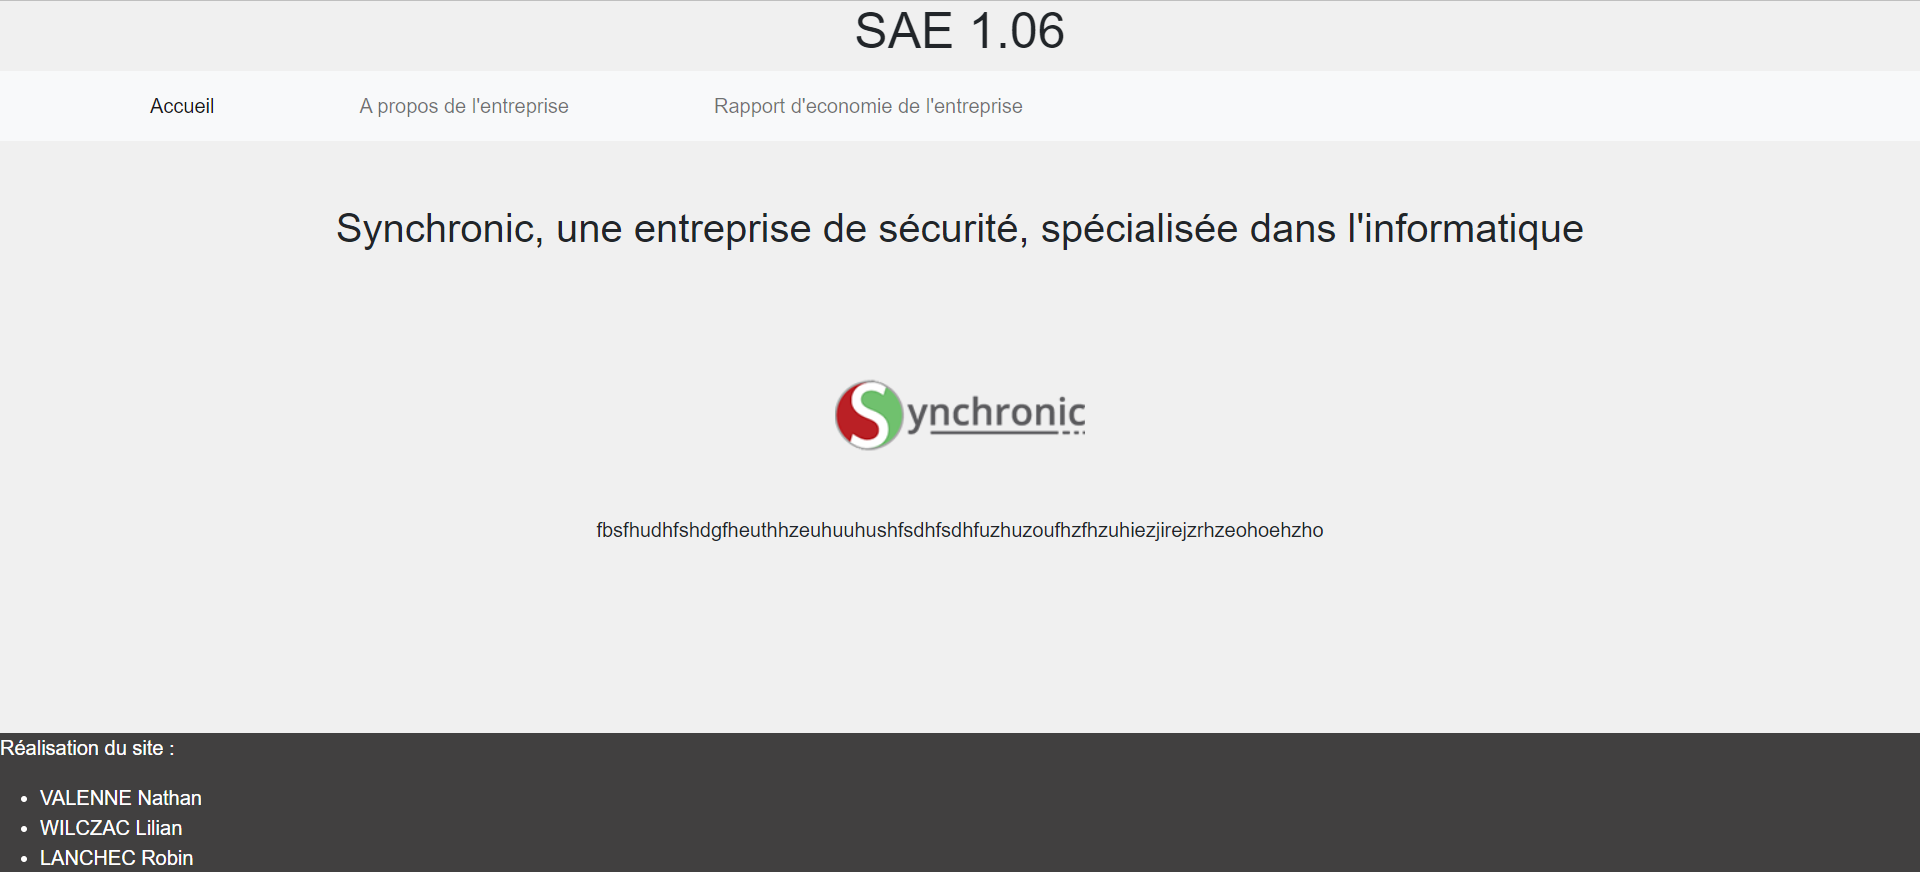 SAE 1.06
Accueil A propos de l'entreprise Rapport d'economie de l'entreprise
Synchronic, une entreprise de sécurité, spécialisée dans l'informatique
Synchronic
fbsfhudhfshdgfheuthhzeuhuuhushfsdhfsdhfuzhuzoufhzfhzuhiezjirejzrhzeohoehzho
Réalisation du site :
• VALENNE Nathan
• WILCZAC Lilian
• LANCHEC Robin